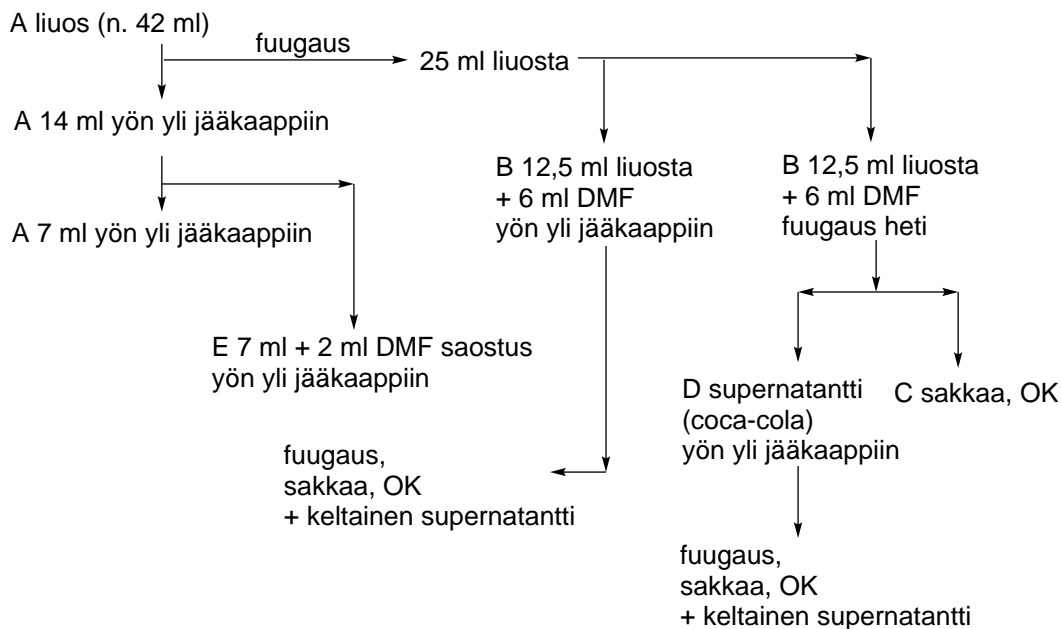 A liuos (n. 42 ml)
fuugaus
25 ml liuosta
A 14 ml yön yli jääkaappiin
A 7 ml yön yli jääkaappiin
E 7 ml + 2 ml DMF saostus
yön yli jääkaappiin
B 12,5 ml liuosta
+ 6 ml DMF
yön yli jääkaappiin
fuugaus,
sakkaa, OK
+ keltainen supernatantti
B 12,5 ml liuosta
+ 6 ml DMF
fuugaus heti
D supernatantti
(coca-cola)
yön yli jääkaappiin
C sakkaa, OK
fuugaus,
sakkaa, OK
+ keltainen supernatantti